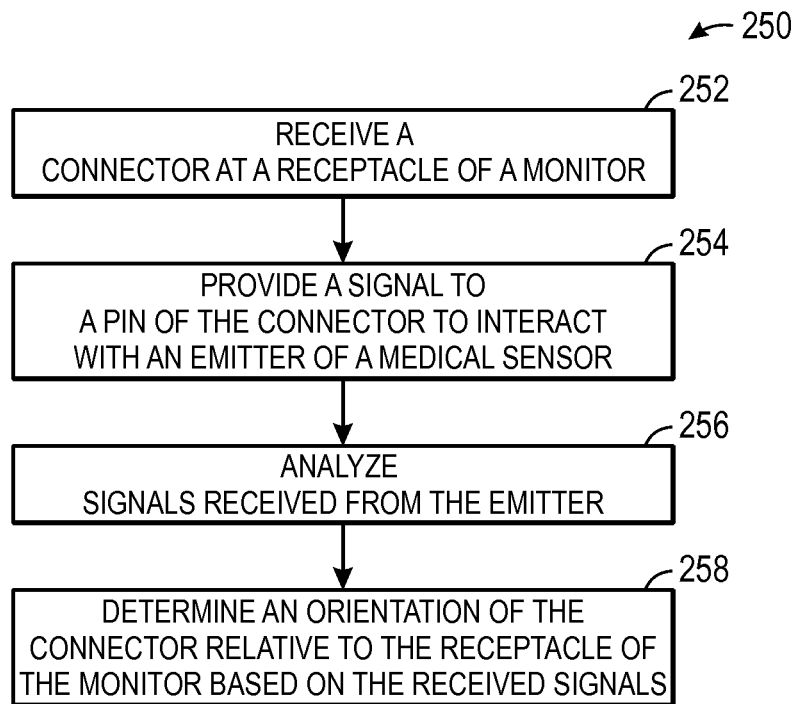 250
252
RECEIVE A
CONNECTOR AT A RECEPTACLE OF A MONITOR
254
PROVIDE A SIGNAL TO
A PIN OF THE CONNECTOR TO INTERACT
WITH AN EMITTER OF A MEDICAL SENSOR
256
ANALYZE
SIGNALS RECEIVED FROM THE EMITTER
258
DETERMINE AN ORIENTATION OF THE
CONNECTOR RELATIVE TO THE RECEPTACLE OF
THE MONITOR BASED ON THE RECEIVED SIGNALS